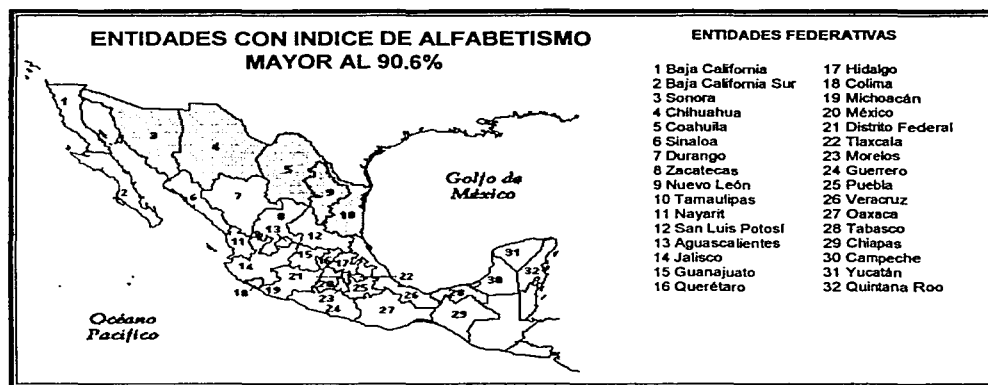 ENTIDADES CON INDICE DE ALFABETISMO
MAYOR AL 90.6%
ENTIDADES FEDERATIVAS
1 Baja California
2 Baja California Sur
3 Sonora
4 Chihuahua
5 Coahuila
6 Sinaloa
7 Durango
8 Zacatecas
9 Nuevo León
10 Tamaulipas
11 Nayarit
12 San Luis Potosí
13 Aguascalientes
14 Jalisco
15 Guanajuato
16 Querétaro
17 Hidalgo
18 Colima
19 Michoacán
20 México
21 Distrito Federal
22 Tlaxcala
23 Morelos
24 Guerrero
25 Puebla
26 Veracruz
27 Oaxaca
28 Tabasco
29 Chiapas
30 Campeche
31 Yucatán
32 Quintana Roo
Golfo de
México
Océano
Pacifico
1
2
3
4
5
6
7
8
9
10
11
12
13
14
15
16
17
18
19
21
22
23
24
25
26
27
28
29
30
31
32